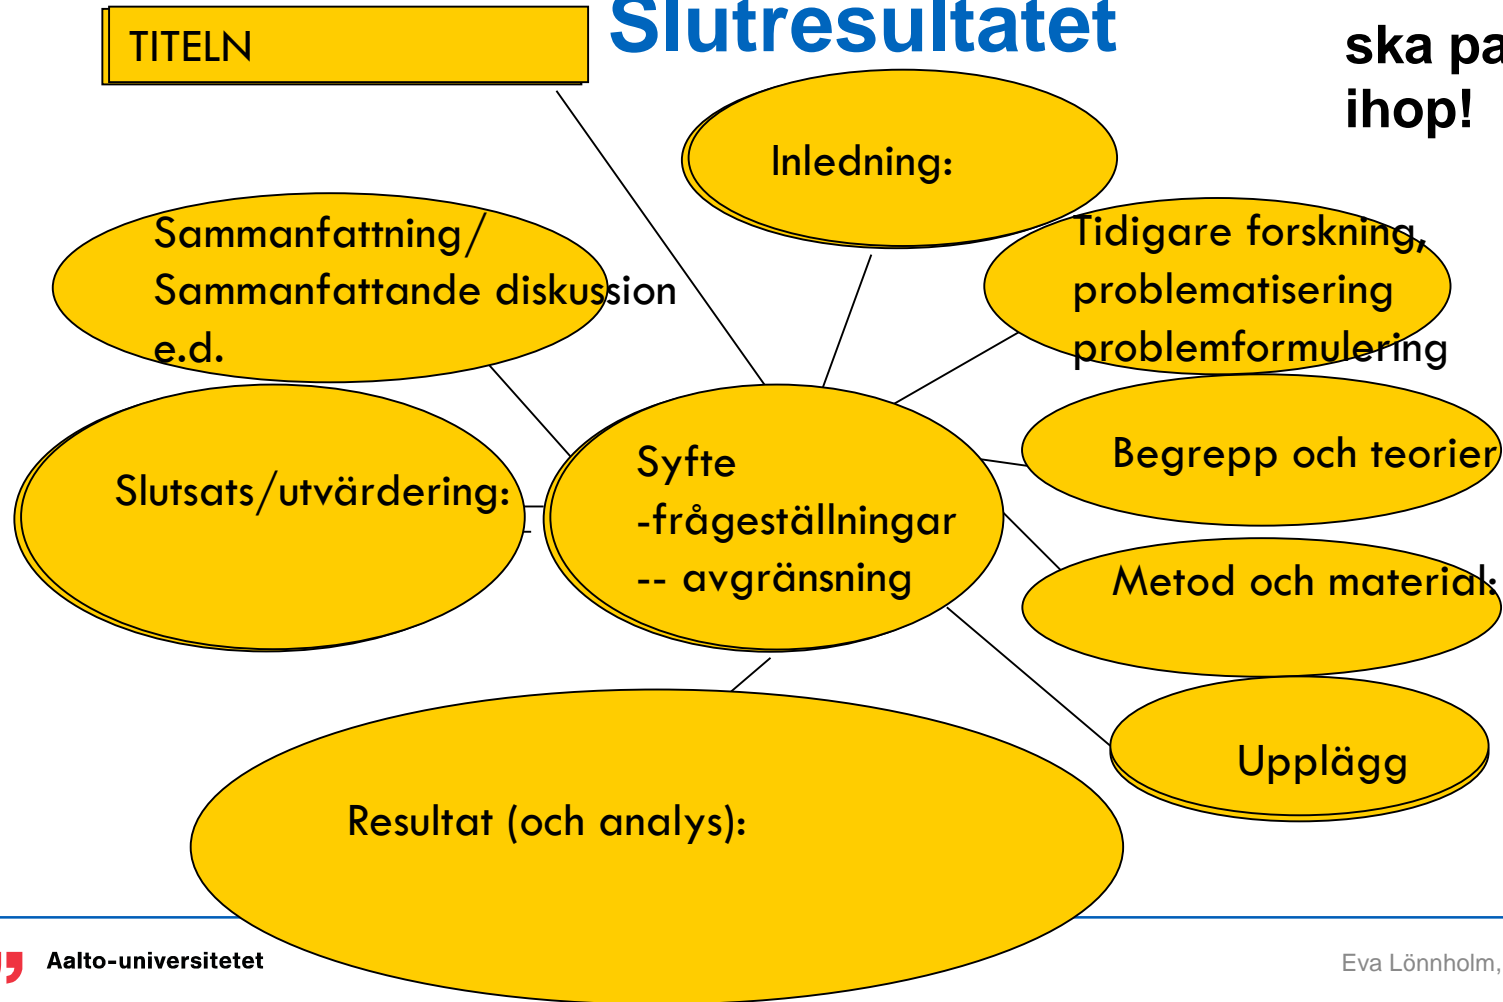 Slutresultatet
ska pa
ihop!
TITELN
Inledning:
Sammanfattning/
Sammanfattande diskussion
e.d.
Tidigare forskning,
problematisering
problemformulering
Begrepp och teorier
Slutsats/utvärdering:
Syfte
-frågeställningar
-- avgränsning
Metod och material:
Upplägg
Resultat (och analys):
Aalto-universitetet
Eva Lönnholm,